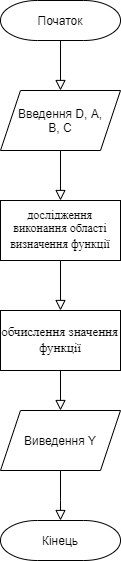 Початок
Введення D, A,
B, C
дослідження
виконання області
визначення функції
обчислення значення
функції
Виведення Y
Кінець